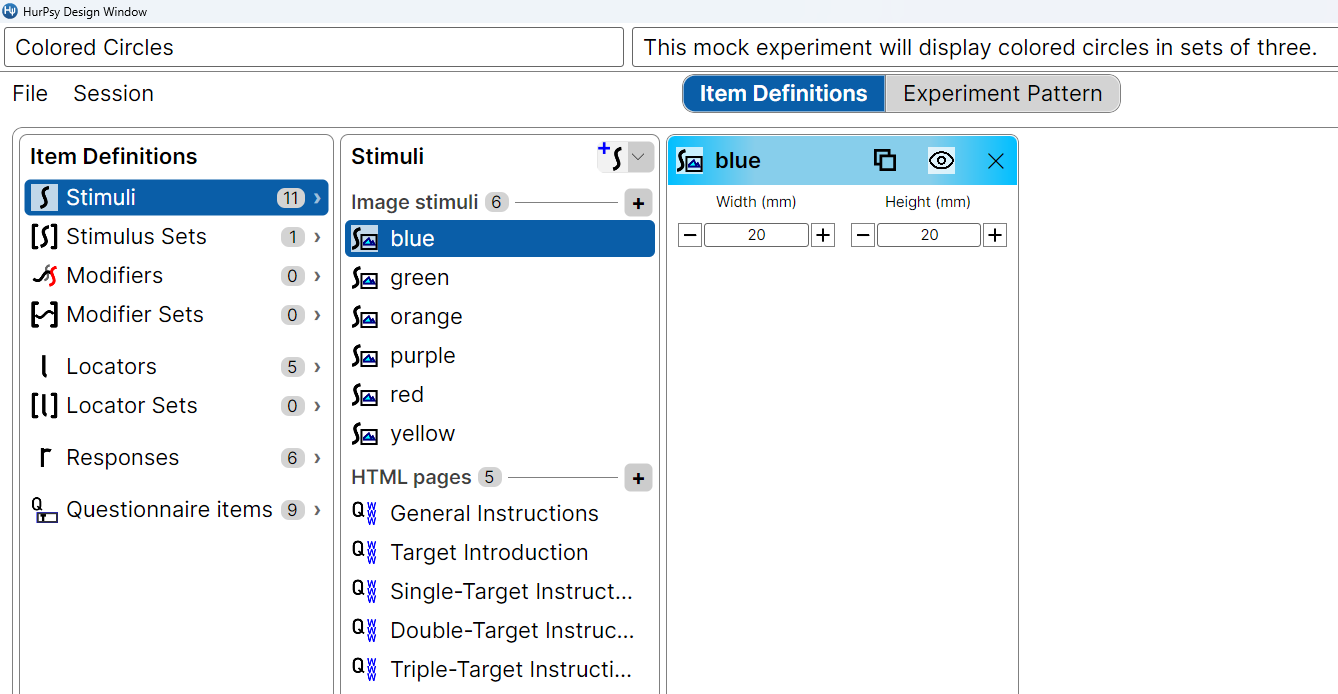 HurPsy Design Window
Colored Circles
This mock experiment will display colored circles in sets of three.
File Session
Item Definitions Experiment Pattern
Item Definitions
Stimuli 11
Stimulus Sets 1
Modifiers 0
Modifier Sets 0
Locators 5
Locator Sets 0
Responses 6
Questionnaire items 9
Stimuli
Image stimuli 6
blue
green
orange
purple
red
yellow
HTML pages 5
General Instructions
Target Introduction
Single-Target Instruct...
Double-Target Instruc...
Triple-Target Instructi...
blue
Width (mm) Height (mm)
20 20